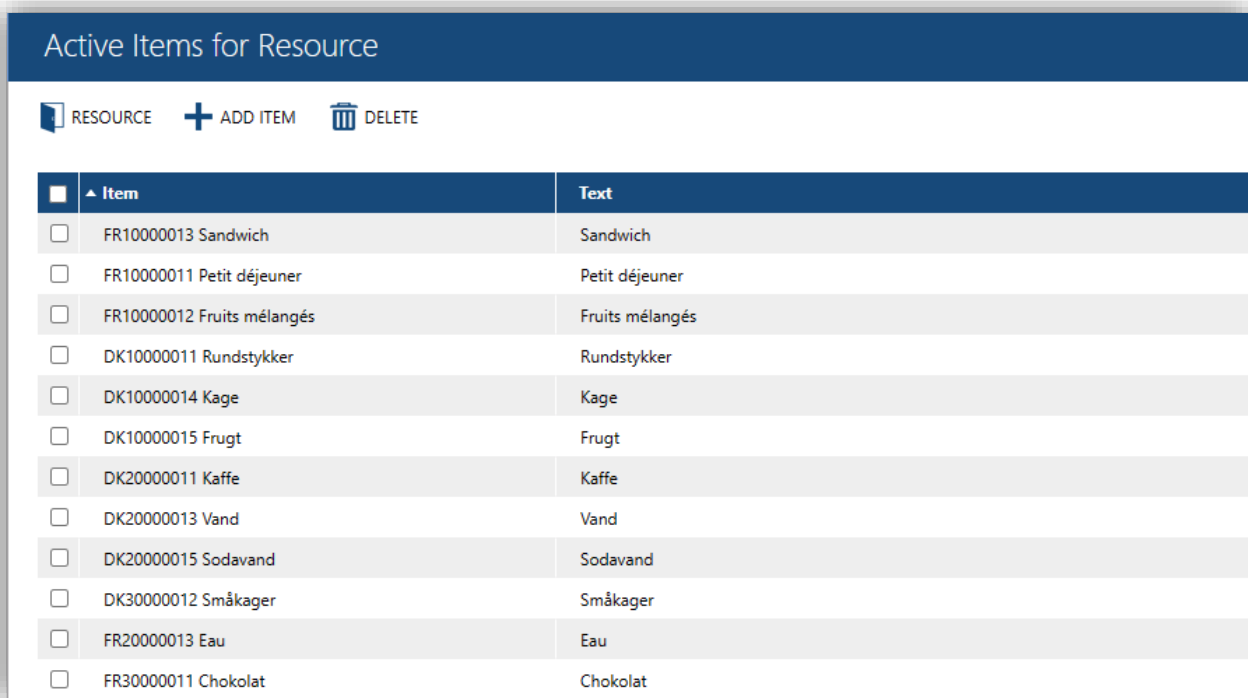 Active Items for Resource
RESOURCE ADD ITEM DELETE
Item Text
FR10000013 Sandwich Sandwich
FR10000011 Petit déjeuner Petit déjeuner
FR10000012 Fruits mélangés Fruits mélangés
DK10000011 Rundstykker Rundstykker
DK10000014 Kage Kage
DK10000015 Frugt Frugt
DK20000011 Kaffe Kaffe
DK20000013 Vand Vand
DK20000015 Sodavand Sodavand
DK30000012 Småkager Småkager
FR20000013 Eau Eau
FR30000011 Chokolat Chokolat